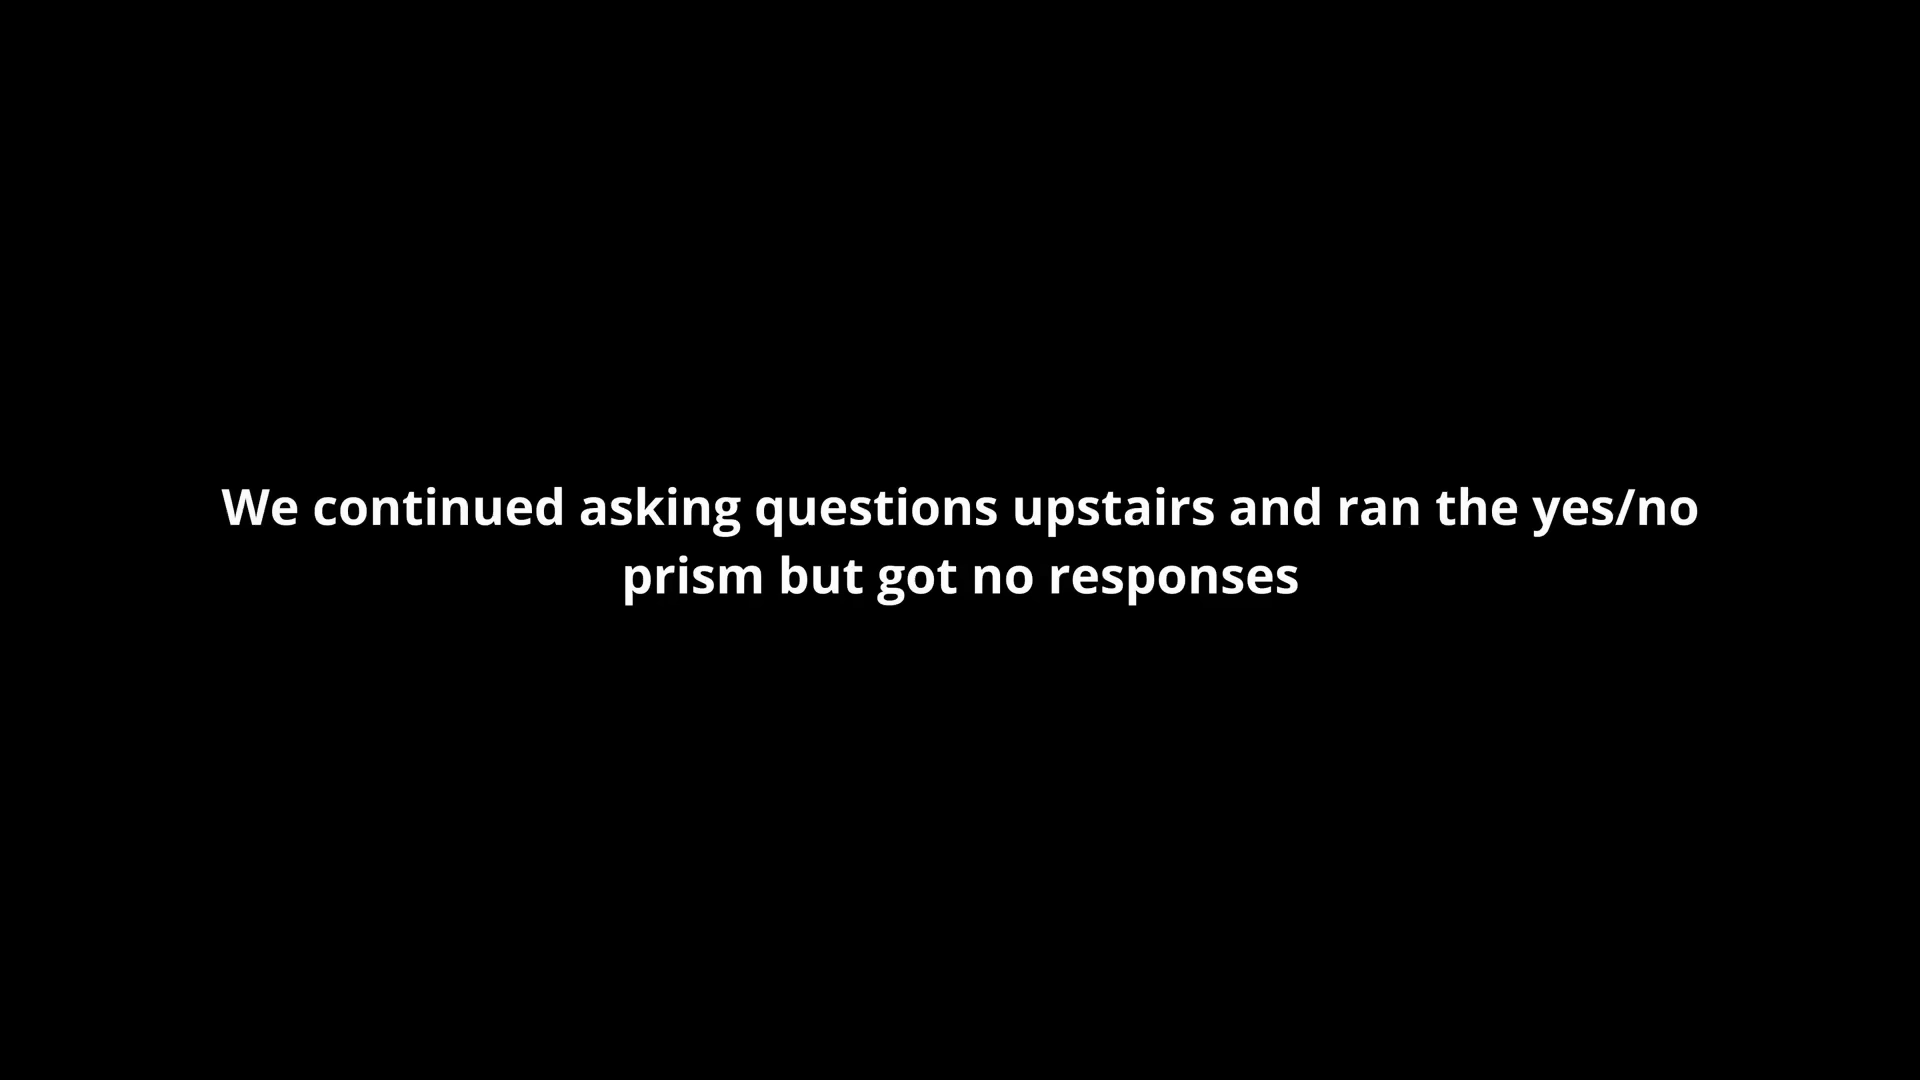 We continued asking questions upstairs and ran the yes/no
prism but got no responses